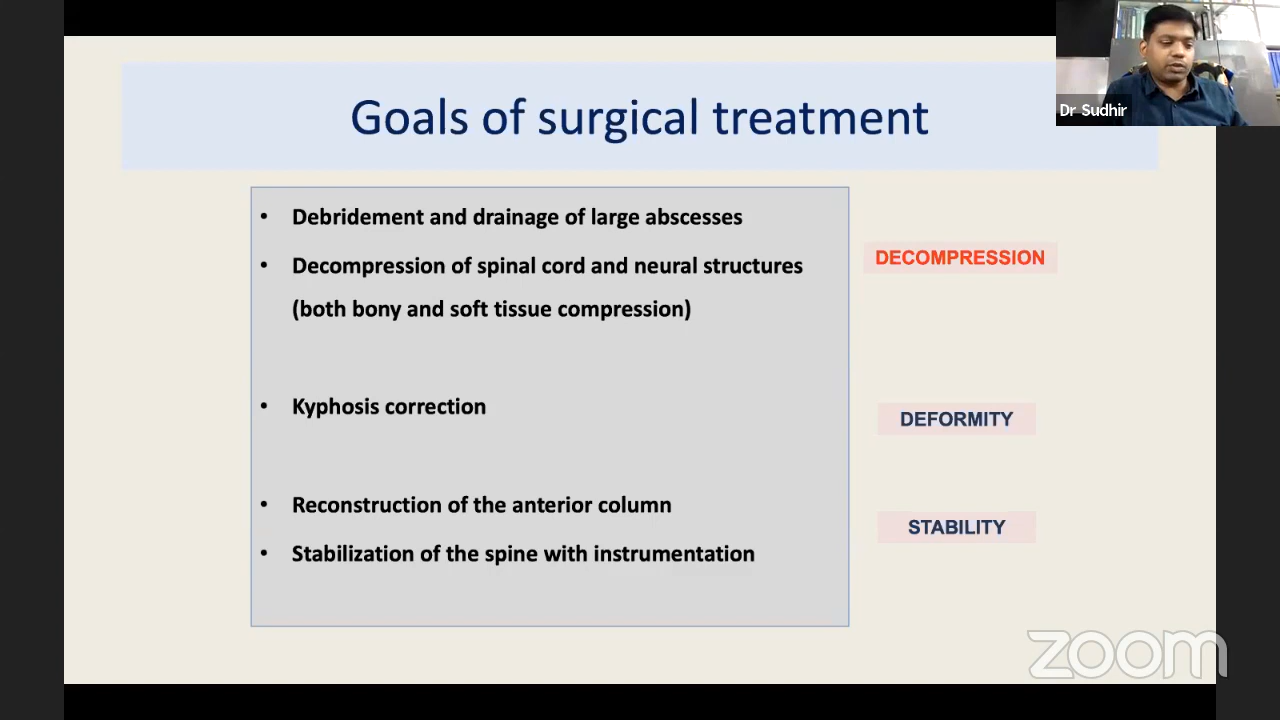 Goals of surgical treatment
Dr Sudhir
• Debridement and drainage of large abscesses
• Decompression of spinal cord and neural structures
(both bony and soft tissue compression)
DECOMPRESSION
• Kyphosis correction
DEFORMITY
• Reconstruction of the anterior column
• Stabilization of the spine with instrumentation
STABILITY
zoom